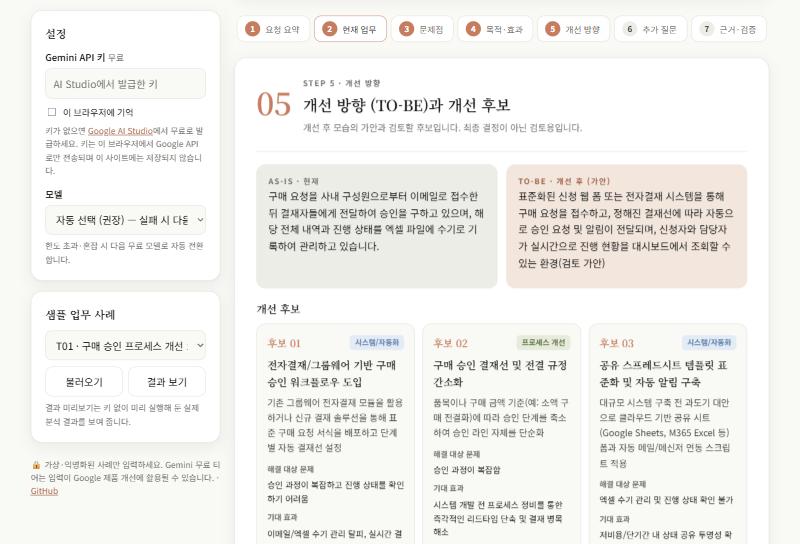 설정
Gemini API 키 무료
AI Studio에서 발급한 키
이 브라우저에 기억
키가 없으면 Google AI Studio에서 무료로 발
급하세요. 키는 이 브라우저에서 Google API
로만 전송되며 이 사이트에는 저장되지 않습니
다.
모델
자동 선택 (권장) — 실패 시 다음
한도 초과·혼잡 시 다음 무료 모델로 자동 전환
합니다.
샘플 업무 사례
T01 · 구매 승인 프로세스 개선
불러오기
결과 보기
결과 미리보기는 키 없이 미리 실행해 둔 실제
분석 결과를 보여 줍니다.
🔒 가상·익명화된 사례만 입력하세요. Gemini 무료 티
어는 입력이 Google 제품 개선에 활용될 수 있습니다. ·
GitHub
1 요청 요약
2 현재 업무
3 문제점
4 목적·효과
5 개선 방향
6 추가 질문
7 근거·검증
05
STEP 5 · 개선 방향
개선 방향 (TO-BE)과 개선 후보
개선 후 모습의 가안과 검토할 후보입니다. 최종 결정이 아닌 검토용입니다.
AS-IS · 현재
구매 요청을 사내 구성원으로부터 이메일로 접수한
뒤 결재자들에게 전달하여 승인을 구하고 있으며, 해
당 전체 내역과 진행 상태를 엑셀 파일에 수기로 기
록하여 관리하고 있습니다.
TO-BE · 개선 후 (가안)
표준화된 신청 웹 폼 또는 전자결재 시스템을 통해
구매 요청을 접수하고, 정해진 결재선에 따라 자동으
로 승인 요청 및 알림이 전달되며, 신청자와 담당자
가 실시간으로 진행 현황을 대시보드에서 조회할 수
있는 환경(검토 가안)
개선 후보
후보 01
시스템/자동화
전자결재/그룹웨어 기반 구매
승인 워크플로우 도입
기존 그룹웨어 전자결재 모듈을 활용
하거나 신규 결재 솔루션을 통해 표
준 구매 요청 서식을 배포하고 단계
별 자동 결재선 설정
해결 대상 문제
승인 과정이 복잡하고 진행 상태를 확인
하기 어려움
기대 효과
이메일/엑셀 수기 관리 탈피, 실시간 결
후보 02
프로세스 개선
구매 승인 결재선 및 전결 규정
간소화
품목이나 구매 금액 기준(예: 소액 구
매 전결화)에 따라 승인 단계를 축소
하여 승인 라인 자체를 단순화
해결 대상 문제
승인 과정이 복잡함
기대 효과
시스템 개발 전 프로세스 정비를 통한
즉각적인 리드타임 단축 및 결재 병목
해소
후보 03
시스템/자동화
공유 스프레드시트 템플릿 표
준화 및 자동 알림 구축
대규모 시스템 구축 전 과도기 대안
으로 클라우드 기반 공유 시트
(Google Sheets, M365 Excel 등)
폼과 자동 메일/메신저 연동 스크립
트 적용
해결 대상 문제
엑셀 수기 관리 및 진행 상태 확인 불가
기대 효과
저비용/단기간 내 상태 공유 투명성 확